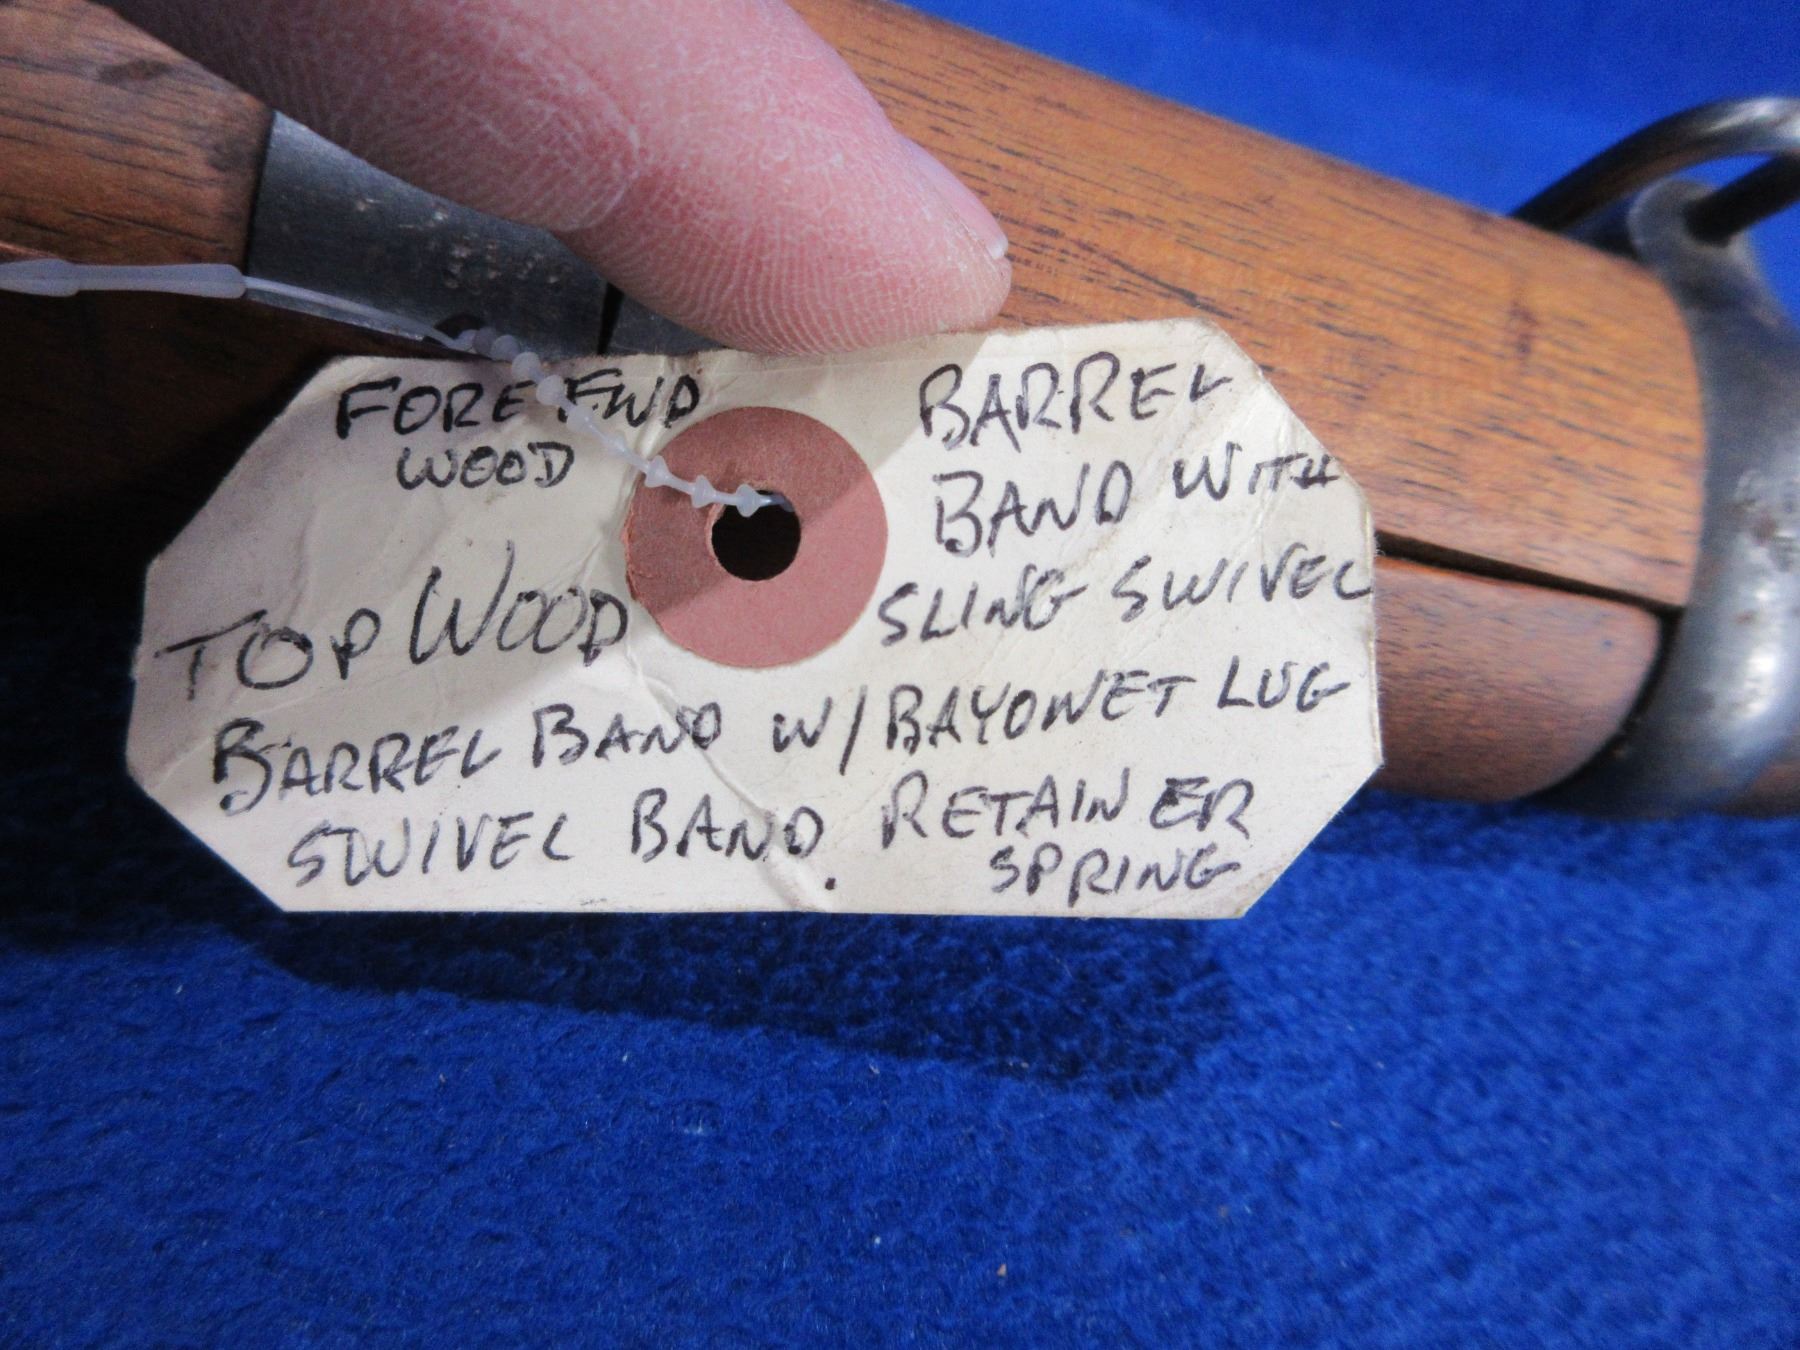 FORE END
WOOD
TOP WOOD
BARREL
BAND WITH
SLING SWIVEL
BARREL BAND W/BAYONET LUG
SWIVEL BAND. RETAINER
SPRING